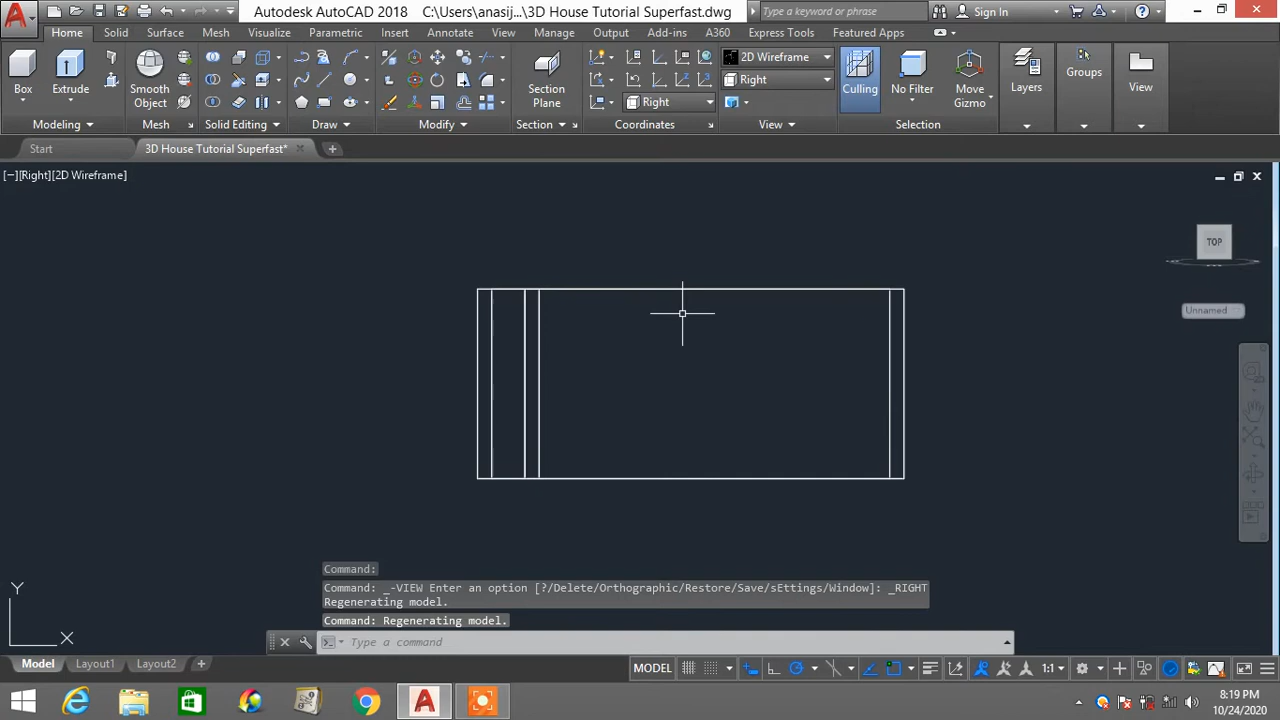 Autodesk AutoCAD 2018 C:\Users\anasij...\3D House Tutorial Superfast.dwg
Type a keyword or phrase
Sign In
Home Solid Surface Mesh Visualize Parametric Insert Annotate View Manage Output Add-ins A360 Express Tools Featured Apps
2D Wireframe
Right
Right
Box
Extrude
Smooth Object
Section Plane
Culling
No Filter
Move Gizmo
Layers
Groups
View
Modeling Mesh Solid Editing Draw Modify Section Coordinates View Selection
Start
3D House Tutorial Superfast*
[−][Right][2D Wireframe]
TOP
Unnamed
Y
X
Command:
Command: _-VIEW Enter an option [?/Delete/Orthographic/Restore/Save/sEttings/Window]: _RIGHT
Regenerating model.
Command: Regenerating model.
Type a command
Model Layout1 Layout2
MODEL
1:1
8:19 PM
10/24/2020